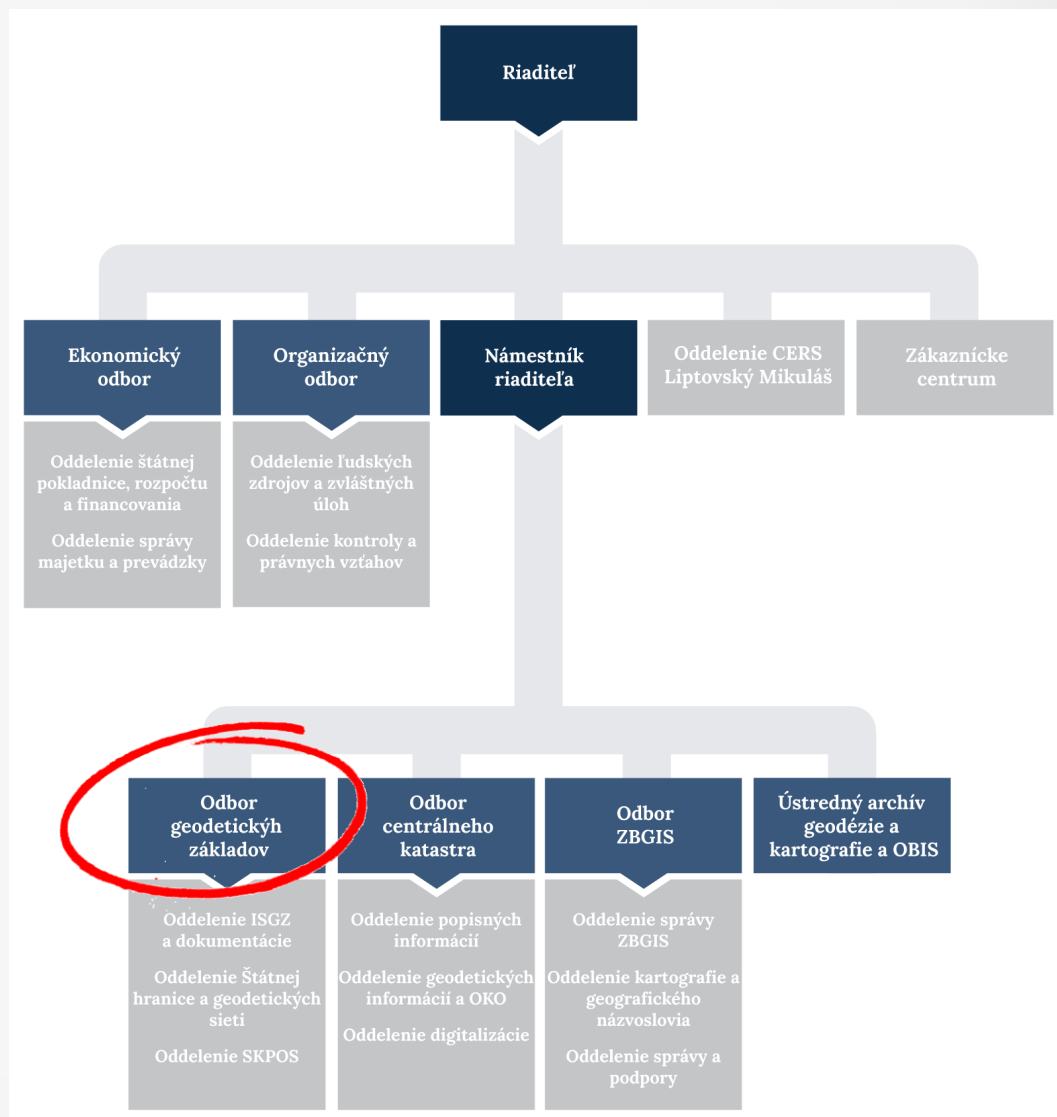 Riaditeľ
Ekonomický
odbor
Organizačný
odbor
Námestník
riaditeľa
Oddelenie CERS
Liptovský Mikuláš
Zákaznícke
centrum
Oddelenie štátnej
pokladnice, rozpočtu
a financovania
Oddelenie správy
majetku a prevádzky
Oddelenie ľudských
zdrojov a zvláštných
úloh
Oddelenie kontroly a
právnych vzťahov
Odbor
geodetickýh
základov
Odbor
centrálneho
katastra
Odbor
ZBGIS
Ústredný archív
geodézie a
kartografie a OBIS
Oddelenie ISGZ
a dokumentácie
Oddelenie Štátnej
hranice a geodetických
sieti
Oddelenie SKPOS
Oddelenie popisných
informácií
Oddelenie geodetických
informácií a OKO
Oddelenie digitalizácie
Oddelenie správy
ZBGIS
Oddelenie kartografie a
geografického
názvoslovia
Oddelenie správy a
podpory